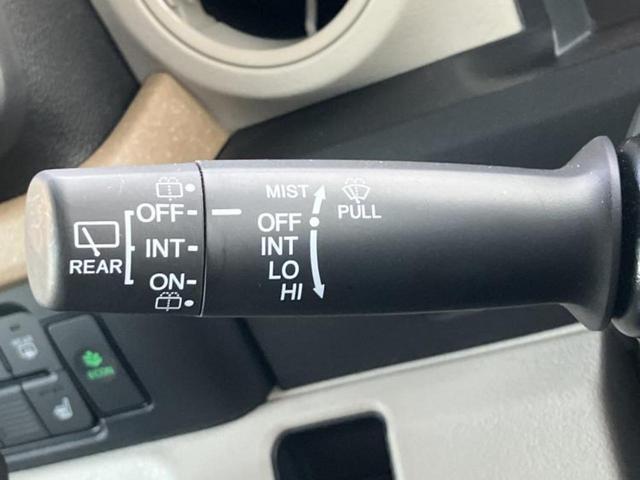 MIST
OFF
OFF
PULL
INT
INT
REAR
LO
ON
HI
ECON